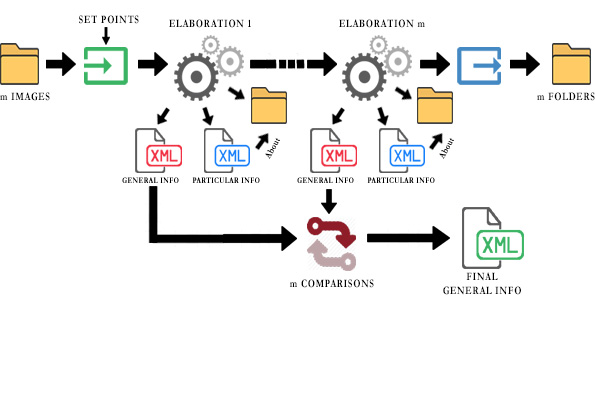 SET POINTS
ELABORATION 1
ELABORATION m
m IMAGES
m FOLDERS
XML
XML
About
XML
XML
About
GENERAL INFO
PARTICULAR INFO
GENERAL INFO
PARTICULAR INFO
XML
m COMPARISONS
FINAL
GENERAL INFO